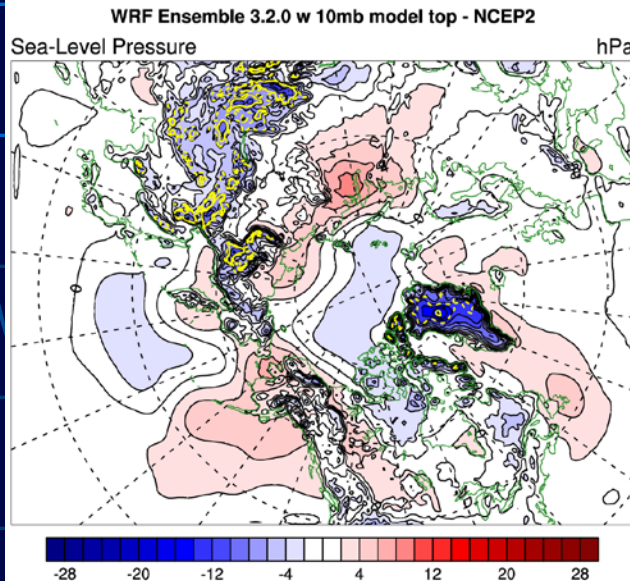 WRF Ensemble 3.2.0 w 10mb model top - NCEP2
Sea-Level Pressure hPa
-28 -20 -12 -4 4 12 20 28